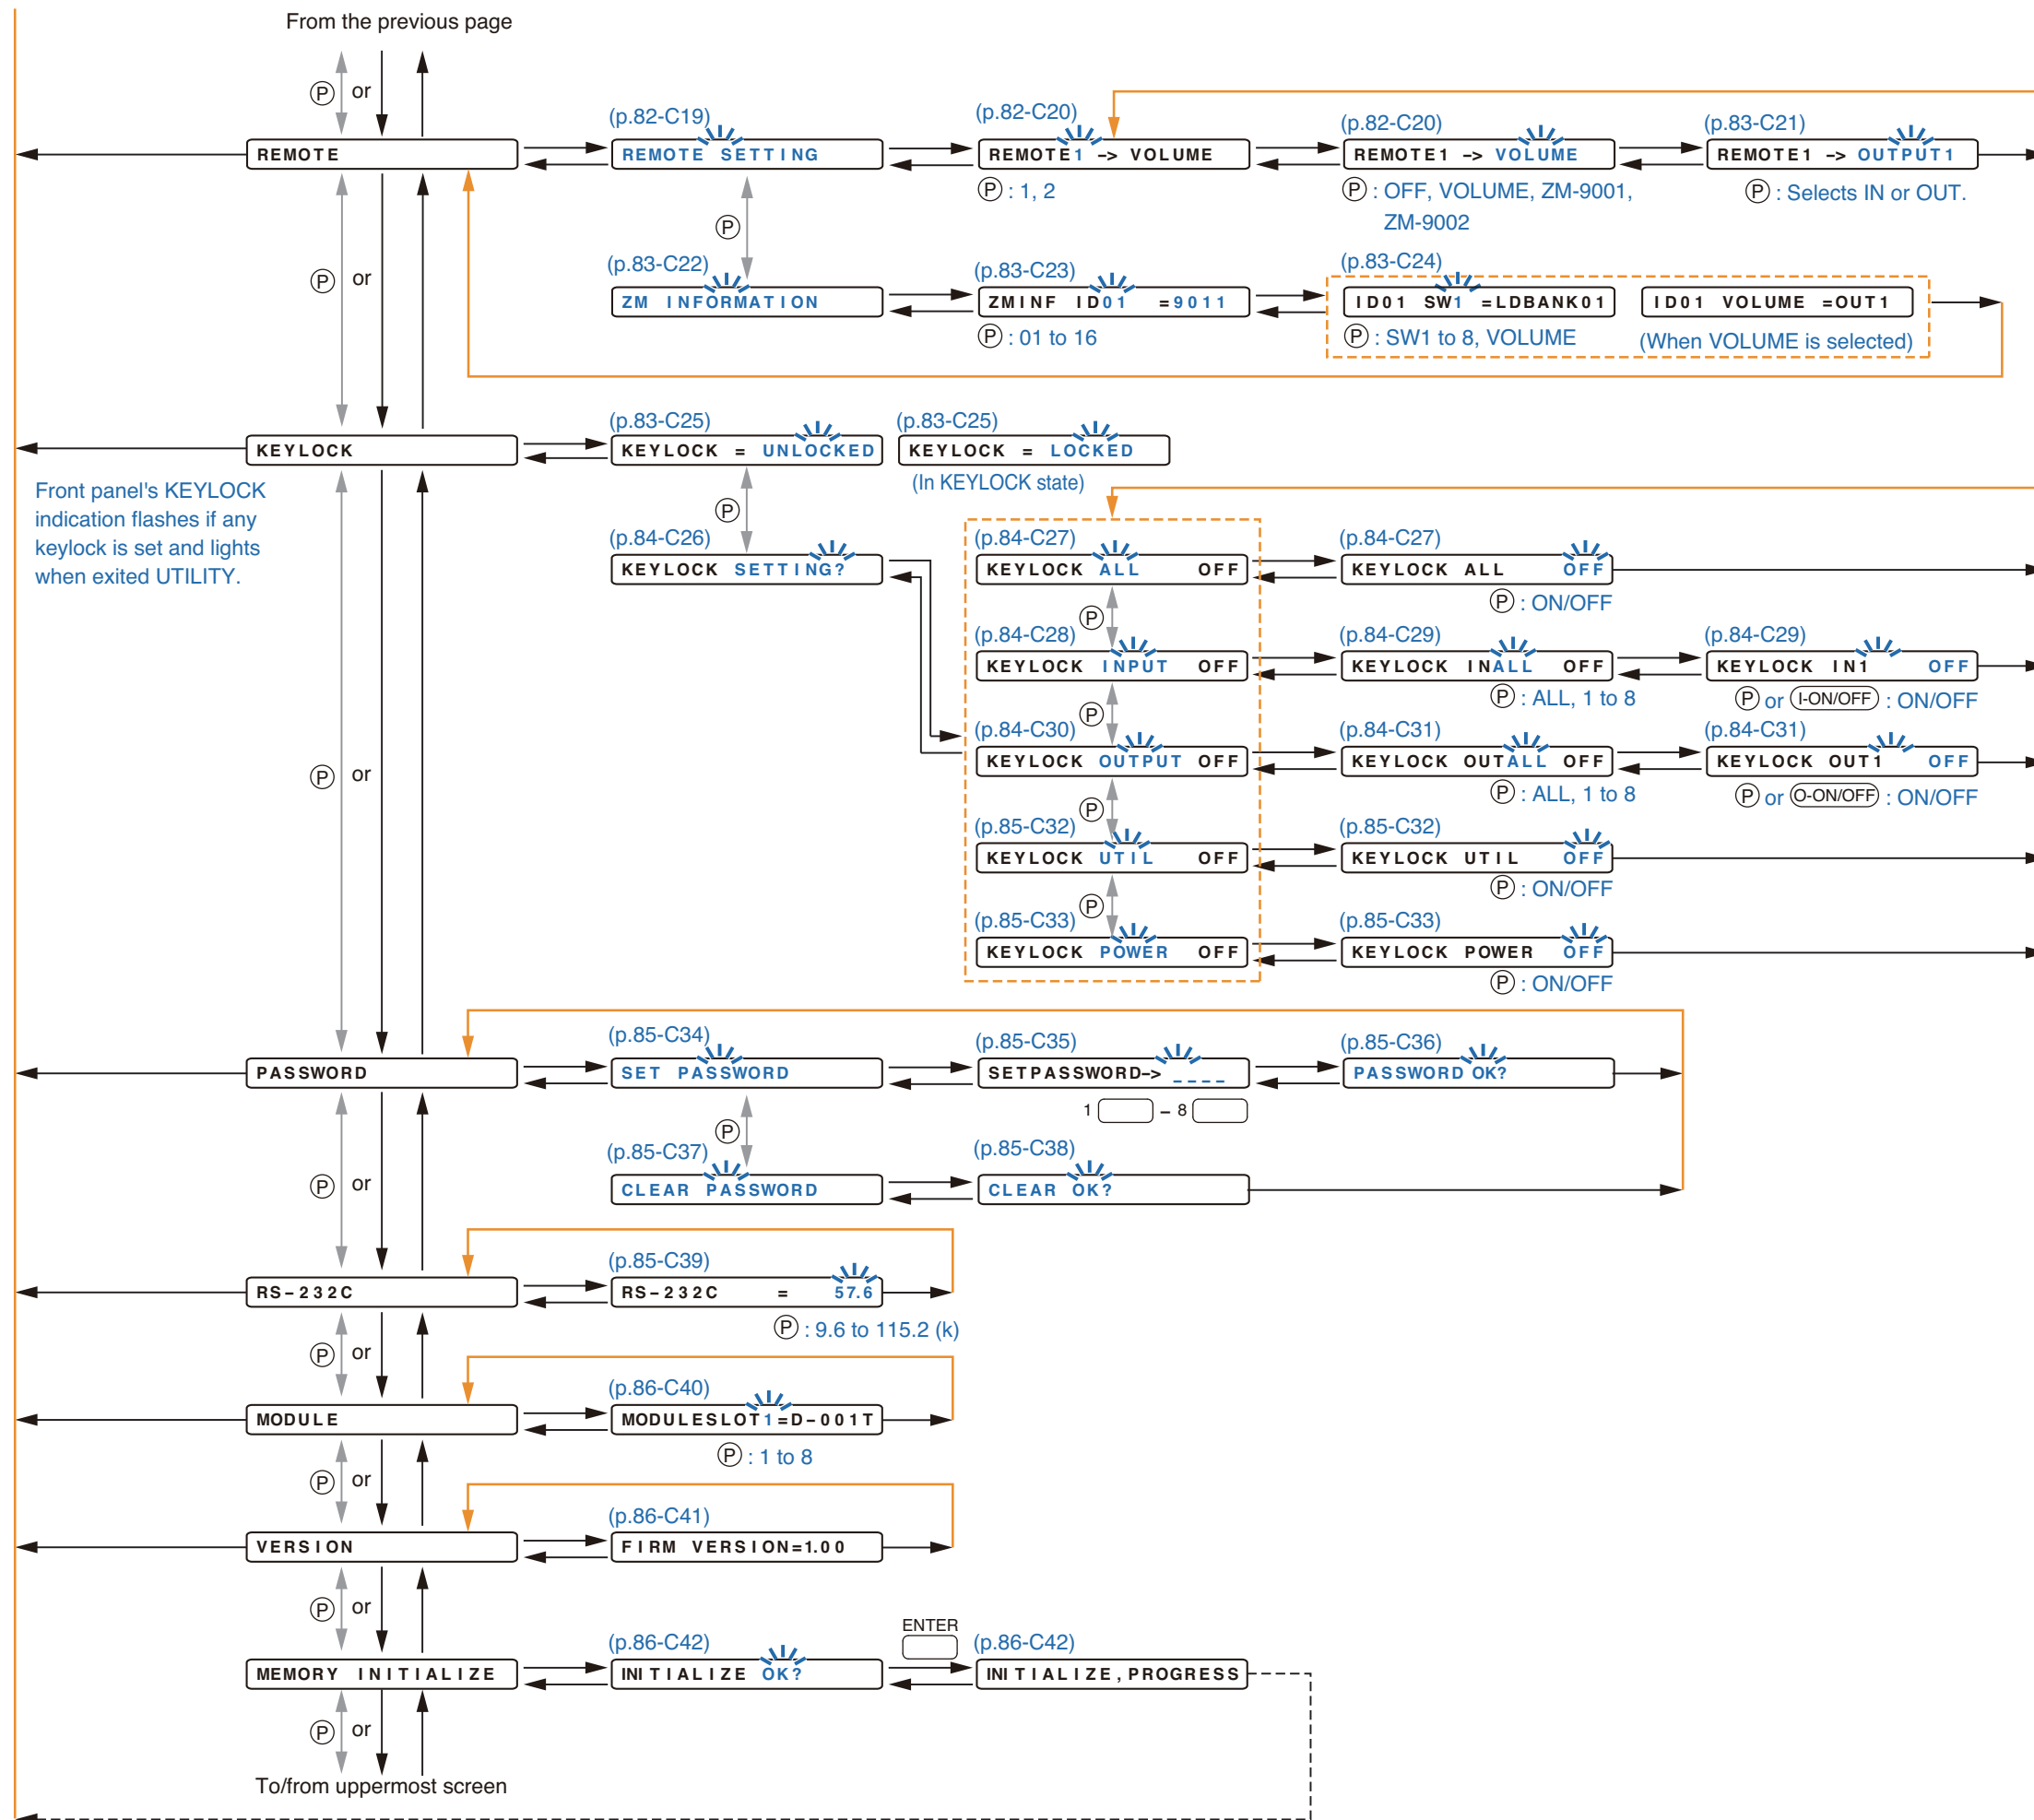 From the previous page
P or
(p.82-C19)
(p.82-C20)
(p.82-C20)
(p.83-C21)
REMOTE
REMOTE SETTING
REMOTE1 -> VOLUME
REMOTE1 -> VOLUME
REMOTE1 -> OUTPUT1
P : 1, 2
P : OFF, VOLUME, ZM-9001,
ZM-9002
P : Selects IN or OUT.
P
P or
(p.83-C22)
(p.83-C23)
(p.83-C24)
ZM INFORMATION
ZMINF ID01 =9011
ID01 SW1 =LDBANK01
ID01 VOLUME =OUT1
P : 01 to 16
P : SW1 to 8, VOLUME
(When VOLUME is selected)
(p.83-C25)
(p.83-C25)
KEYLOCK
KEYLOCK = UNLOCKED
KEYLOCK = LOCKED
(In KEYLOCK state)
Front panel's KEYLOCK
indication flashes if any
keylock is set and lights
when exited UTILITY.
P
(p.84-C26)
(p.84-C27)
(p.84-C27)
KEYLOCK SETTING?
KEYLOCK ALL OFF
KEYLOCK ALL OFF
P : ON/OFF
P
(p.84-C28)
(p.84-C29)
(p.84-C29)
KEYLOCK INPUT OFF
KEYLOCK INALL OFF
KEYLOCK IN1 OFF
P : ALL, 1 to 8
P or I-ON/OFF : ON/OFF
P
(p.84-C30)
(p.84-C31)
(p.84-C31)
KEYLOCK OUTPUT OFF
KEYLOCK OUTALL OFF
KEYLOCK OUT1 OFF
P or
P : ALL, 1 to 8
P or O-ON/OFF : ON/OFF
P
(p.85-C32)
(p.85-C32)
KEYLOCK UTIL OFF
KEYLOCK UTIL OFF
P : ON/OFF
P
(p.85-C33)
(p.85-C33)
KEYLOCK POWER OFF
KEYLOCK POWER OFF
P : ON/OFF
(p.85-C34)
(p.85-C35)
(p.85-C36)
PASSWORD
SET PASSWORD
SETPASSWORD-> _ _ _ _
PASSWORD OK?
1 – 8
P
(p.85-C37)
(p.85-C38)
P or
CLEAR PASSWORD
CLEAR OK?
(p.85-C39)
RS-232C
RS-232C = 57.6
P : 9.6 to 115.2 (k)
P or
(p.86-C40)
MODULE
MODULESLOT1=D-001T
P : 1 to 8
P or
(p.86-C41)
VERSION
FIRM VERSION=1.00
P or
ENTER
(p.86-C42)
(p.86-C42)
MEMORY INITIALIZE
INITIALIZE OK?
INITIALIZE,PROGRESS
P or
To/from uppermost screen